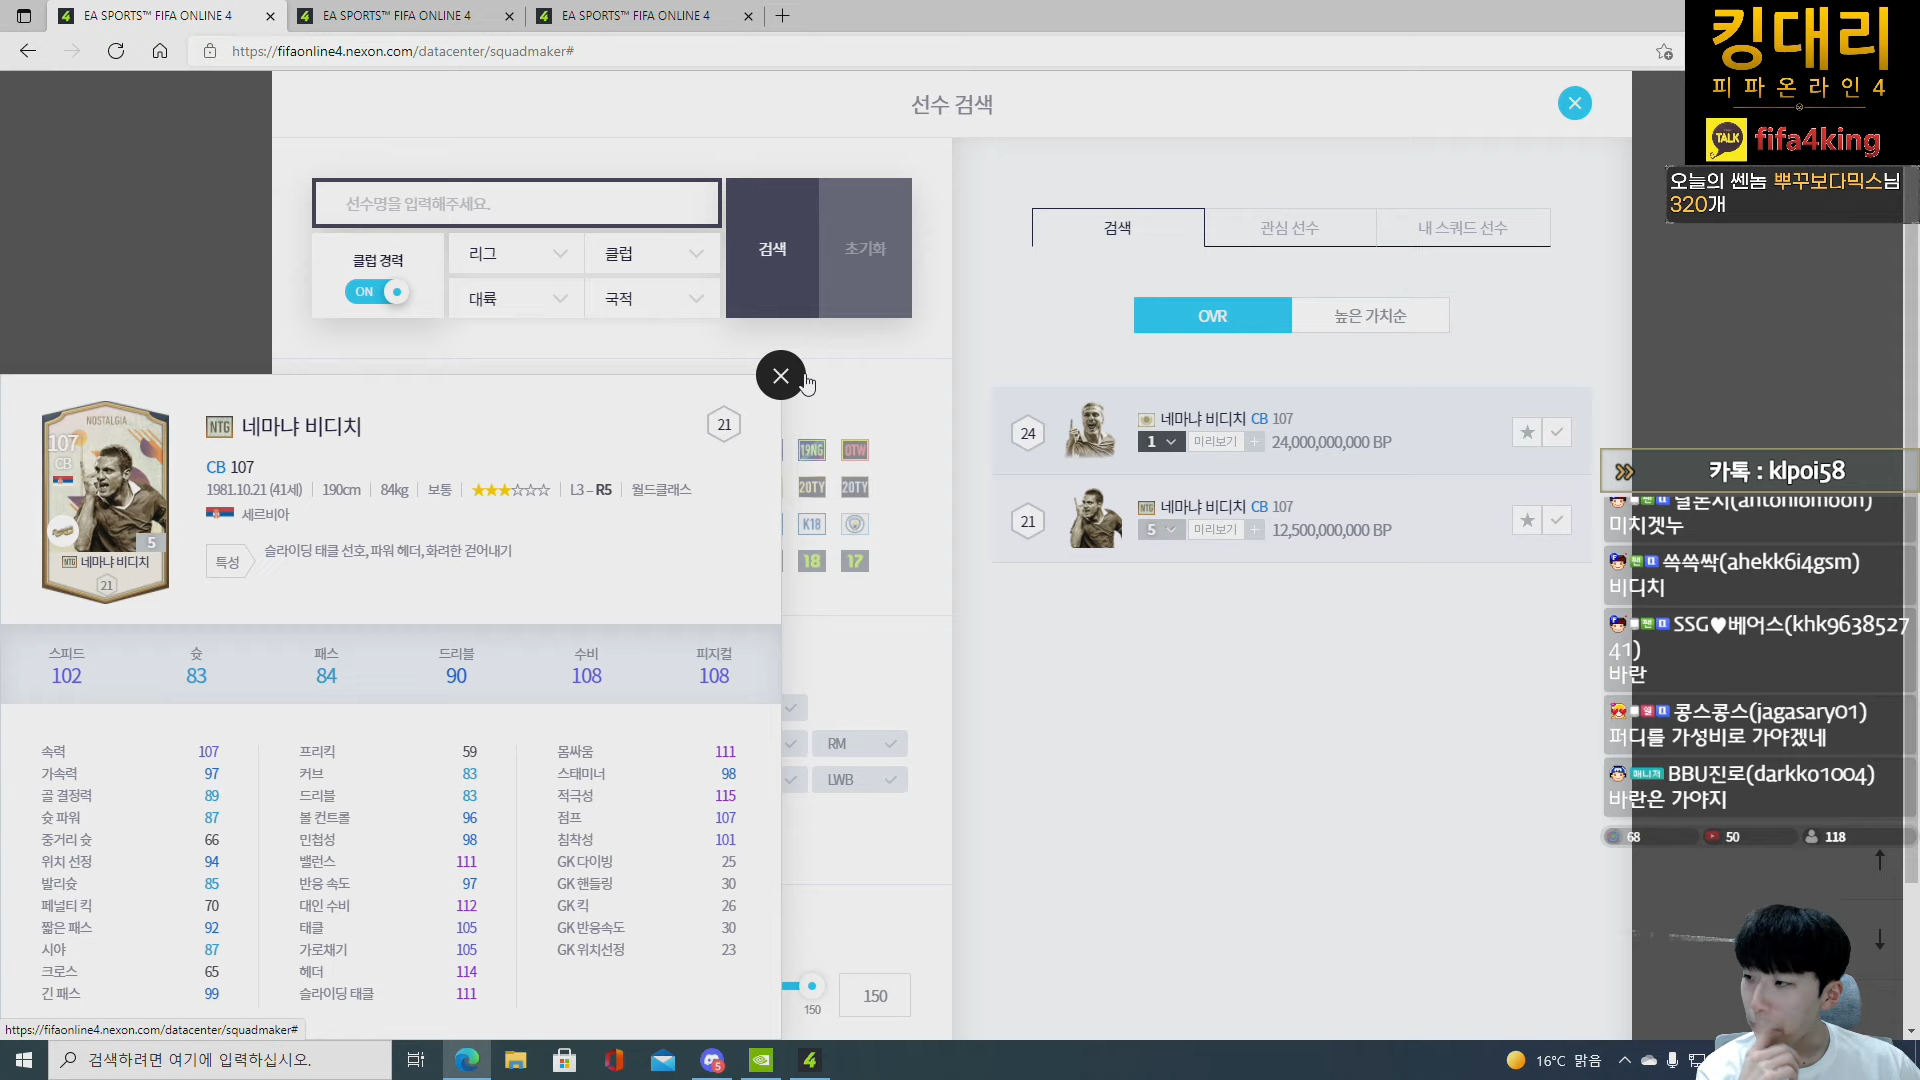 EA SPORTS™ FIFA ONLINE 4
EA SPORTS™ FIFA ONLINE 4
EA SPORTS™ FIFA ONLINE 4
https://fifaonline4.nexon.com/datacenter/squadmaker#
킹대리
피파온라인4
TALK fifa4king
오늘의 쎈놈 뿌꾸보다믹스님
320개
선수 검색
선수명을 입력해주세요.
클럽 경력
ON
리그
클럽
대륙
국적
검색
초기화
검색
관심 선수
내 스쿼드 선수
OVR
높은 가치순
24
네마냐 비디치 CB 107
1 미리보기 + 24,000,000,000 BP
21
NTG 네마냐 비디치 CB 107
5 미리보기 + 12,500,000,000 BP
NOSTALGIA
107
CB
5
NTG 네마냐 비디치
21
NTG 네마냐 비디치
21
CB 107
1981.10.21 (41세) 190cm 84kg 보통 ★★★☆☆☆ L3 – R5 월드클래스
세르비아
특성
슬라이딩 태클 선호, 파워 헤더, 화려한 걷어내기
19NG OTW
20TY 20TY
K18
18 17
스피드 슛 패스 드리블 수비 피지컬
102 83 84 90 108 108
속력 107 프리킥 59 몸싸움 111
가속력 97 커브 83 스태미너 98
골 결정력 89 드리블 83 적극성 115
슛 파워 87 볼 컨트롤 96 점프 107
중거리 슛 66 민첩성 98 침착성 101
위치 선정 94 밸런스 111 GK 다이빙 25
발리슛 85 반응 속도 97 GK 핸들링 30
페널티 킥 70 대인 수비 112 GK 킥 26
짧은 패스 92 태클 105 GK 반응속도 30
시야 87 가로채기 105 GK 위치선정 23
크로스 65 헤더 114
긴 패스 99 슬라이딩 태클 111
RM
LWB
150
150
카톡 : klpoi58
미치겟누
쓱쓱싹(ahekk6i4gsm)
비디치
SSG♥베어스(khk9638527
41)
바란
콩스콩스(jagasary01)
퍼디를 가성비로 가야겠네
매니저 BBU진로(darkko1004)
바란은 가야지
68 50 118
https://fifaonline4.nexon.com/datacenter/squadmaker#
검색하려면 여기에 입력하십시오.
5
4
16°C 맑음